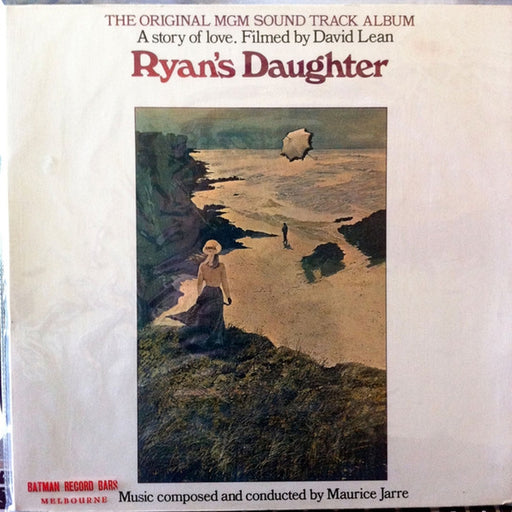 THE ORIGINAL MGM SOUND TRACK ALBUM
A story of love. Filmed by David Lean
Ryan's Daughter
BATMAN RECORD BARS
MELBOURNE
Music composed and conducted by Maurice Jarre